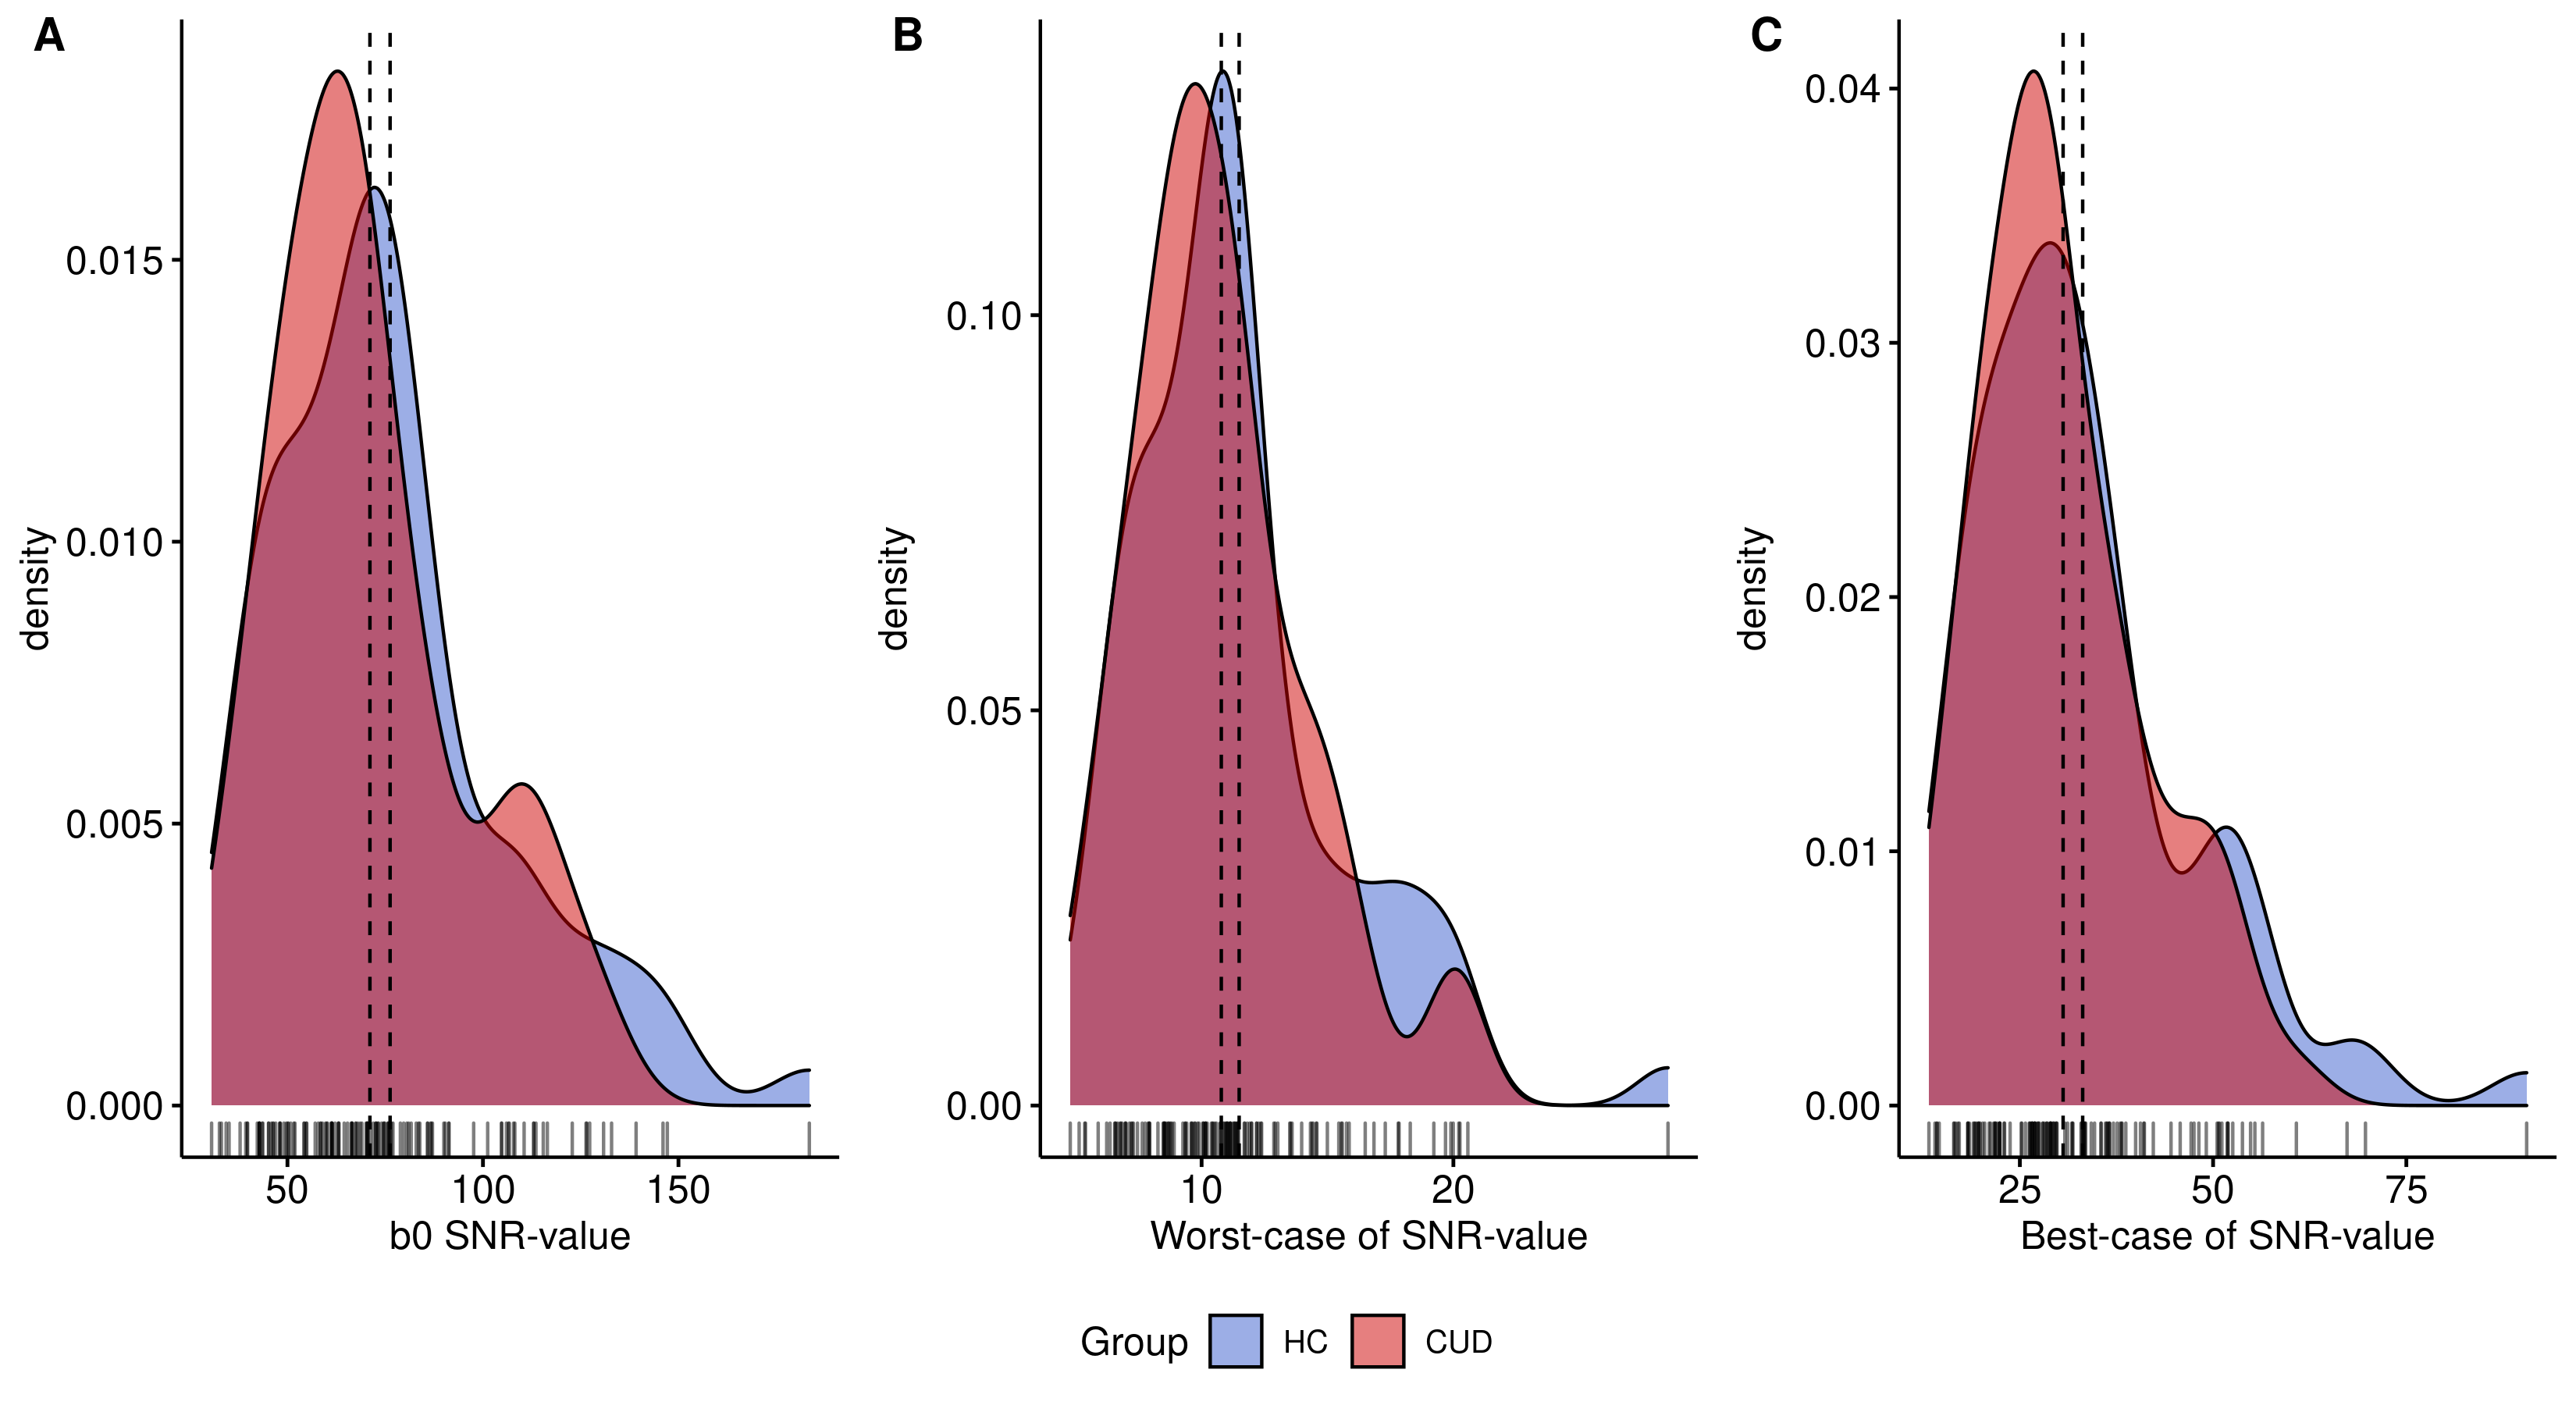 A
density
0.015
0.010
0.005
0.000
50 100 150
b0 SNR-value
B
density
0.10
0.05
0.00
10 20
Worst-case of SNR-value
C
density
0.04
0.03
0.02
0.01
0.00
25 50 75
Best-case of SNR-value
Group HC CUD